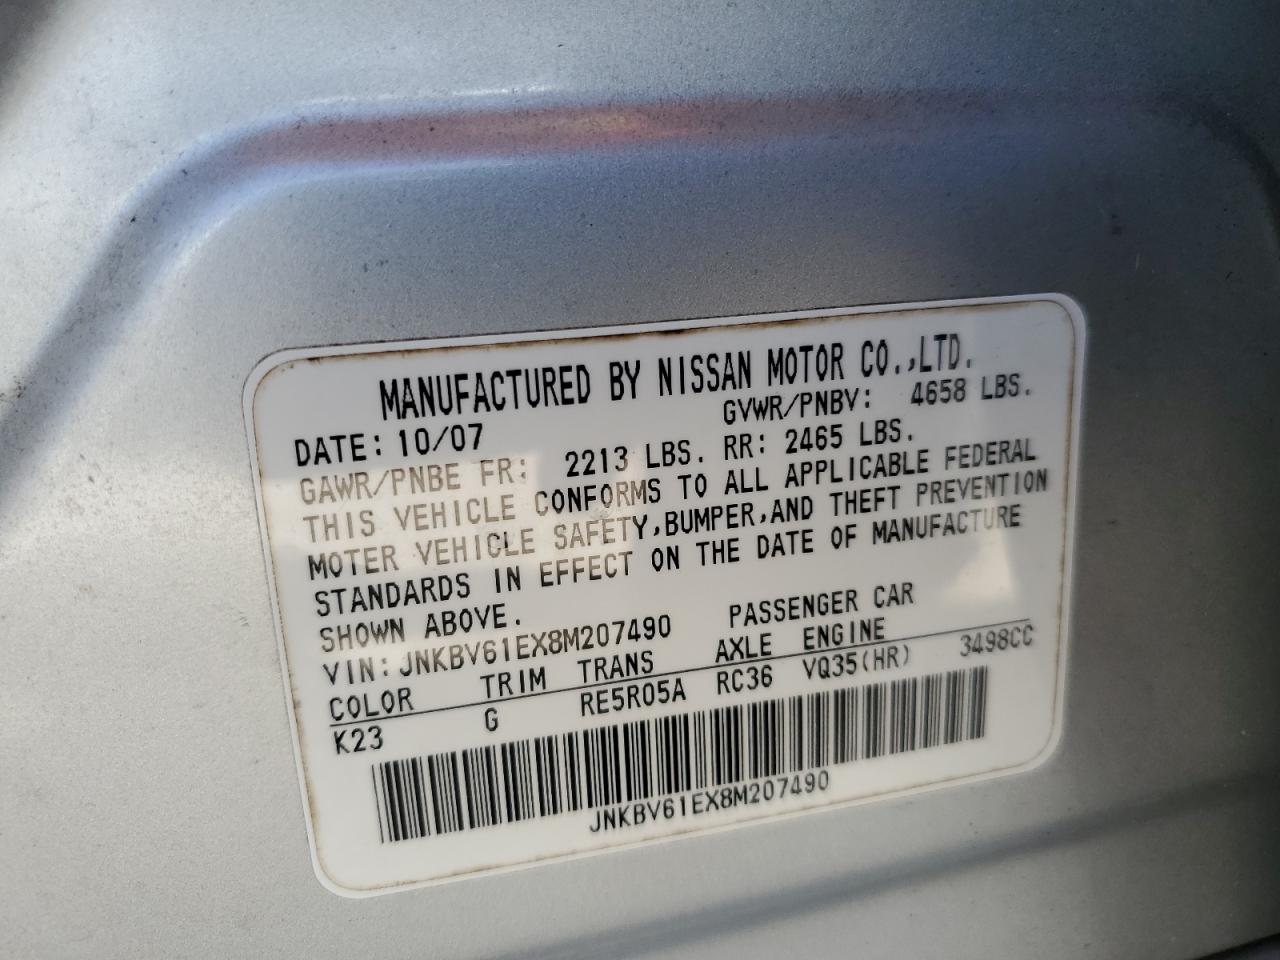 MANUFACTURED BY NISSAN MOTOR CO.,LTD.
DATE: 10/07 GVWR/PNBV: 4658 LBS.
GAWR/PNBE FR: 2213 LBS. RR: 2465 LBS.
THIS VEHICLE CONFORMS TO ALL APPLICABLE FEDERAL
MOTER VEHICLE SAFETY,BUMPER,AND THEFT PREVENTION
STANDARDS IN EFFECT ON THE DATE OF MANUFACTURE
SHOWN ABOVE.
VIN: JNKBV61EX8M207490 PASSENGER CAR
COLOR TRIM TRANS AXLE ENGINE
K23 G RE5R05A RC36 VQ35(HR) 3498CC
JNKBV61EX8M207490